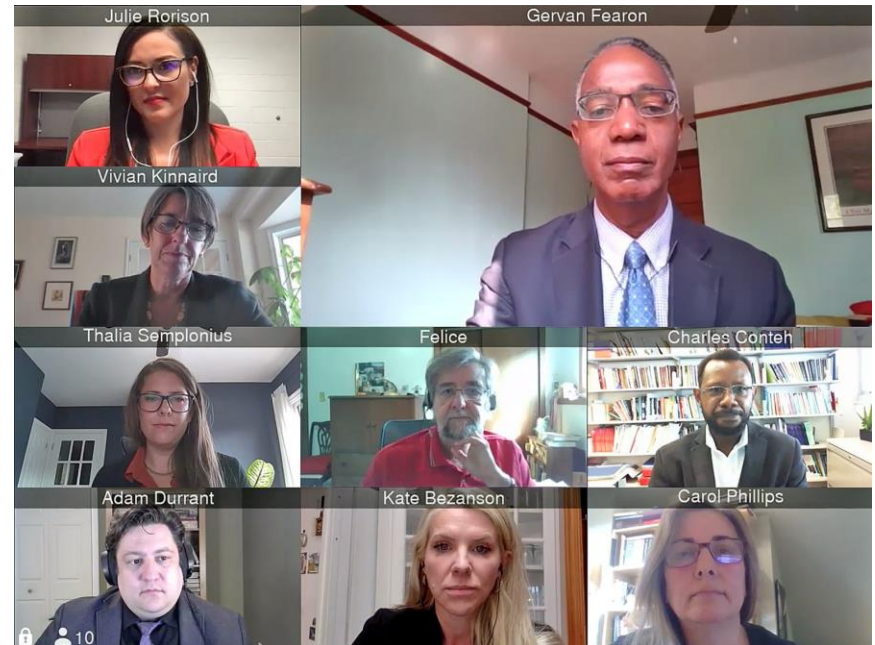 Julie Rorison
Gervan Fearon
Vivian Kinnaird
Thalia Semplonius
Felice
Charles Conteh
Adam Durrant
Kate Bezanson
Carol Phillips
10